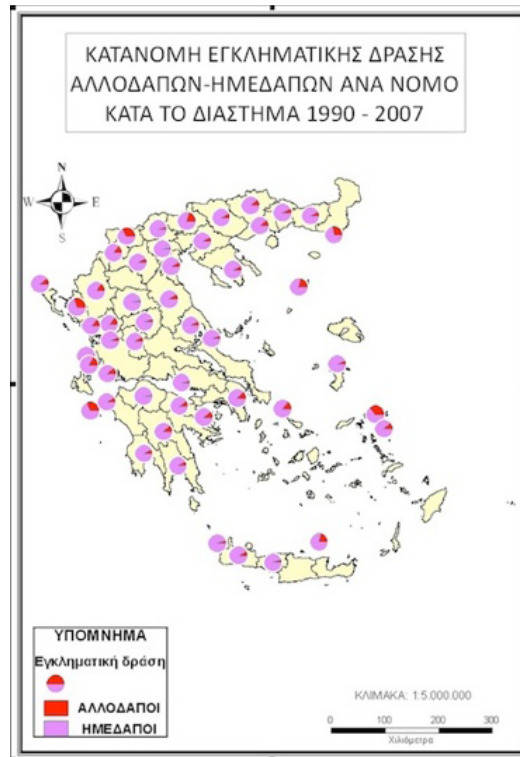 ΚΑΤΑΝΟΜΗ ΕΓΚΛΗΜΑΤΙΚΗΣ ΔΡΑΣΗΣ
ΑΛΛΟΔΑΠΩΝ-ΗΜΕΔΑΠΩΝ ΑΝΑ ΝΟΜΟ
ΚΑΤΑ ΤΟ ΔΙΑΣΤΗΜΑ 1990 - 2007
N
W E
S
ΥΠΟΜΝΗΜΑ
Εγκληματική δράση
ΑΛΛΟΔΑΠΟΙ
ΗΜΕΔΑΠΟΙ
ΚΛΙΜΑΚΑ: 1:5.000.000
0 100 200 300
Χιλιόμετρα